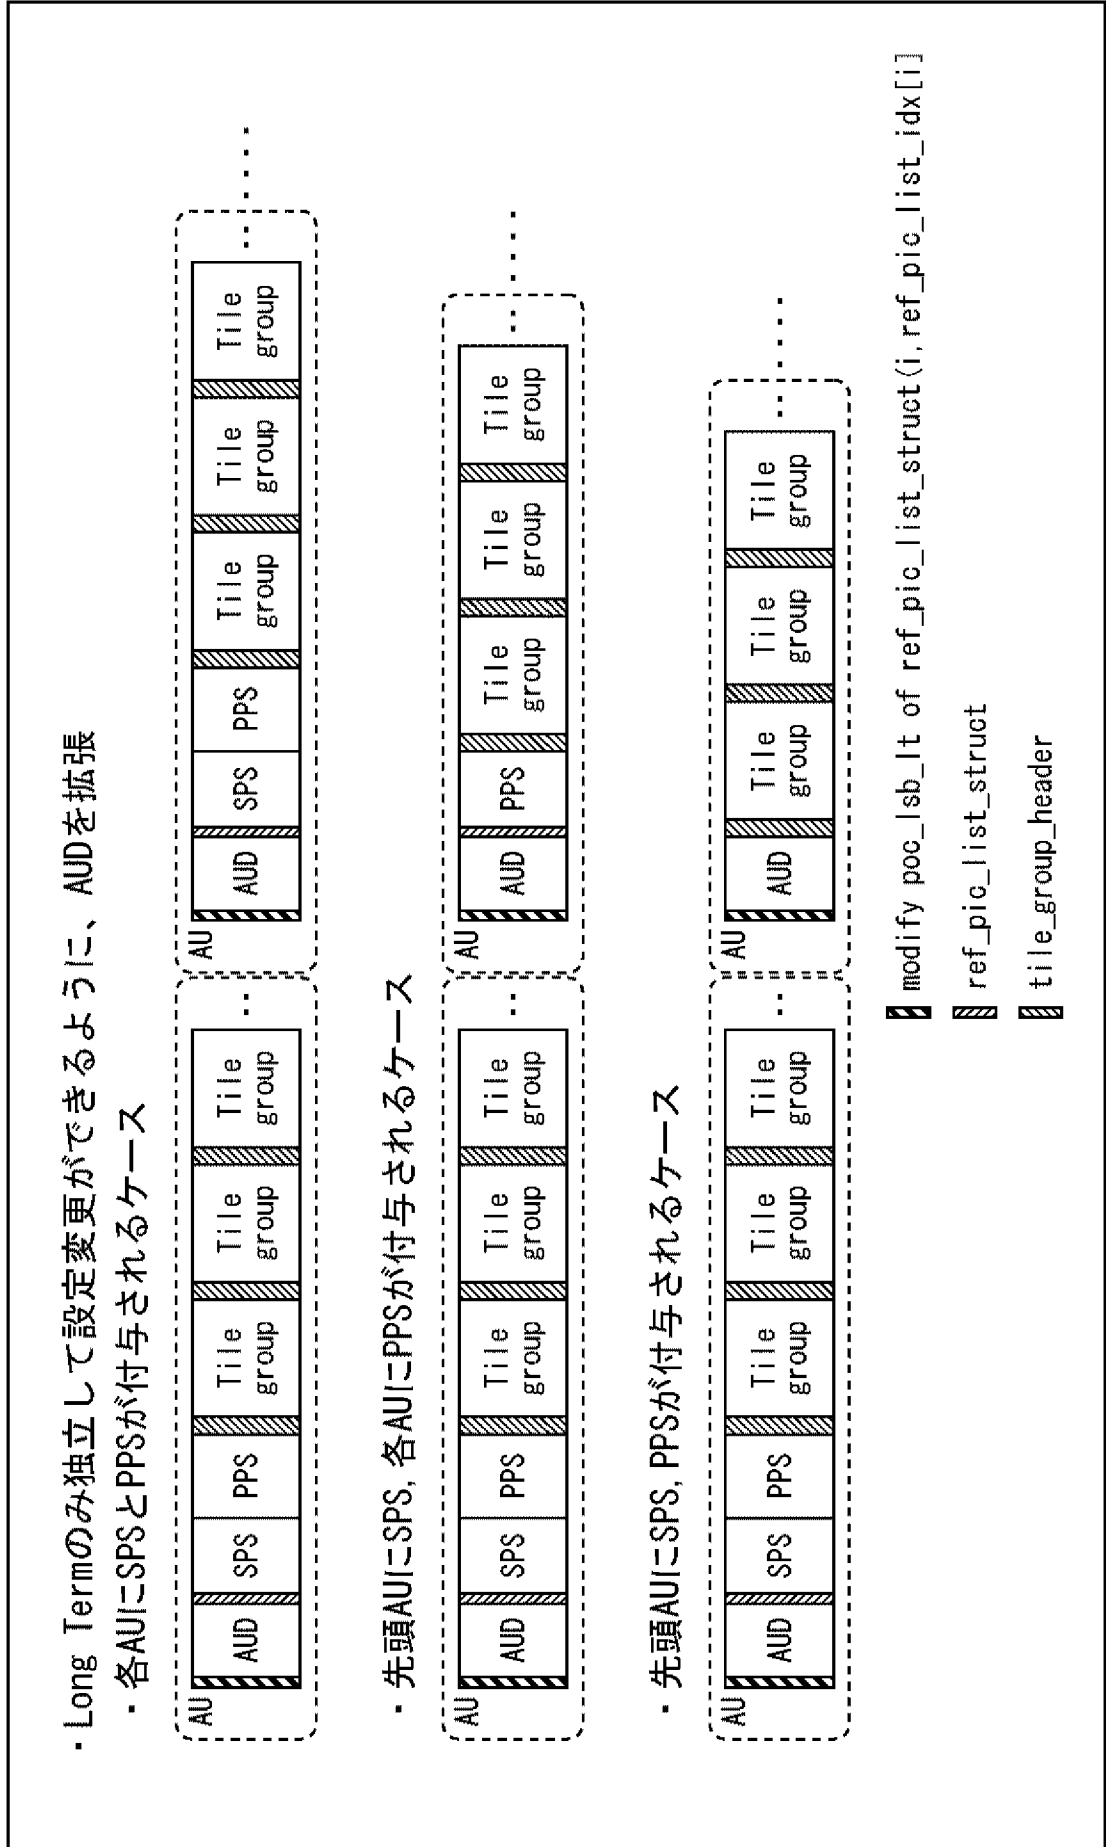 ・Long Termのみ独立して設定変更ができるように、AUDを拡張
・各AUにSPSとPPSが付与されるケース
AU
AUD SPS PPS Tile group Tile group Tile group ‥
AU
AUD SPS PPS Tile group Tile group Tile group ‥ ・・・・・
・先頭AUにSPS, 各AUにPPSが付与されるケース
AU
AUD SPS PPS Tile group Tile group Tile group ‥
AU
AUD PPS Tile group Tile group Tile group ‥ ・・・・・
・先頭AUにSPS, PPSが付与されるケース
AU
AUD SPS PPS Tile group Tile group Tile group ‥
AU
AUD Tile group Tile group Tile group ‥ ・・・・・
modify poc_lsb_lt of ref_pic_list_struct(i,ref_pic_list_idx[i]
ref_pic_list_struct
tile_group_header